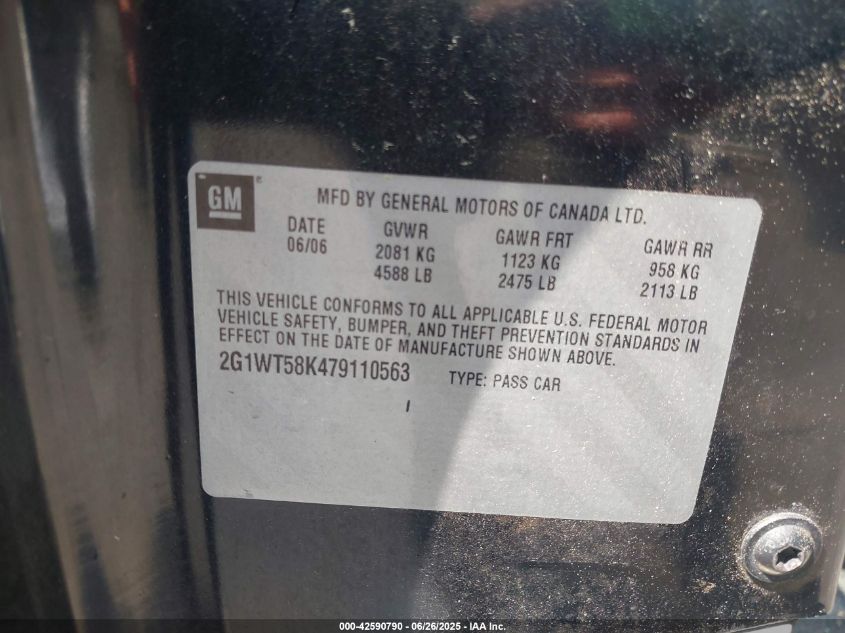 GM ®
MFD BY GENERAL MOTORS OF CANADA LTD.
DATE GVWR GAWR FRT GAWR RR
06/06 2081 KG 1123 KG 958 KG
4588 LB 2475 LB 2113 LB
THIS VEHICLE CONFORMS TO ALL APPLICABLE U.S. FEDERAL MOTOR
VEHICLE SAFETY, BUMPER, AND THEFT PREVENTION STANDARDS IN
EFFECT ON THE DATE OF MANUFACTURE SHOWN ABOVE.
2G1WT58K479110563 TYPE: PASS CAR
I
000-42590790 - 06/26/2025 - IAA Inc.